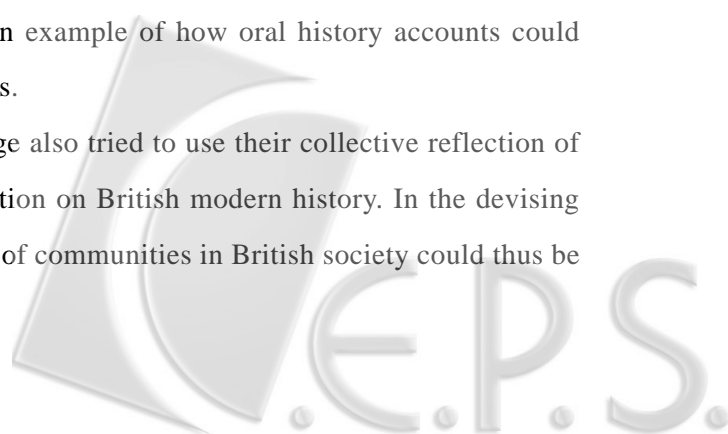 n example of how oral history accounts could
s.
ge also tried to use their collective reflection of
tion on British modern history. In the devising
of communities in British society could thus be
C.E.P.S.